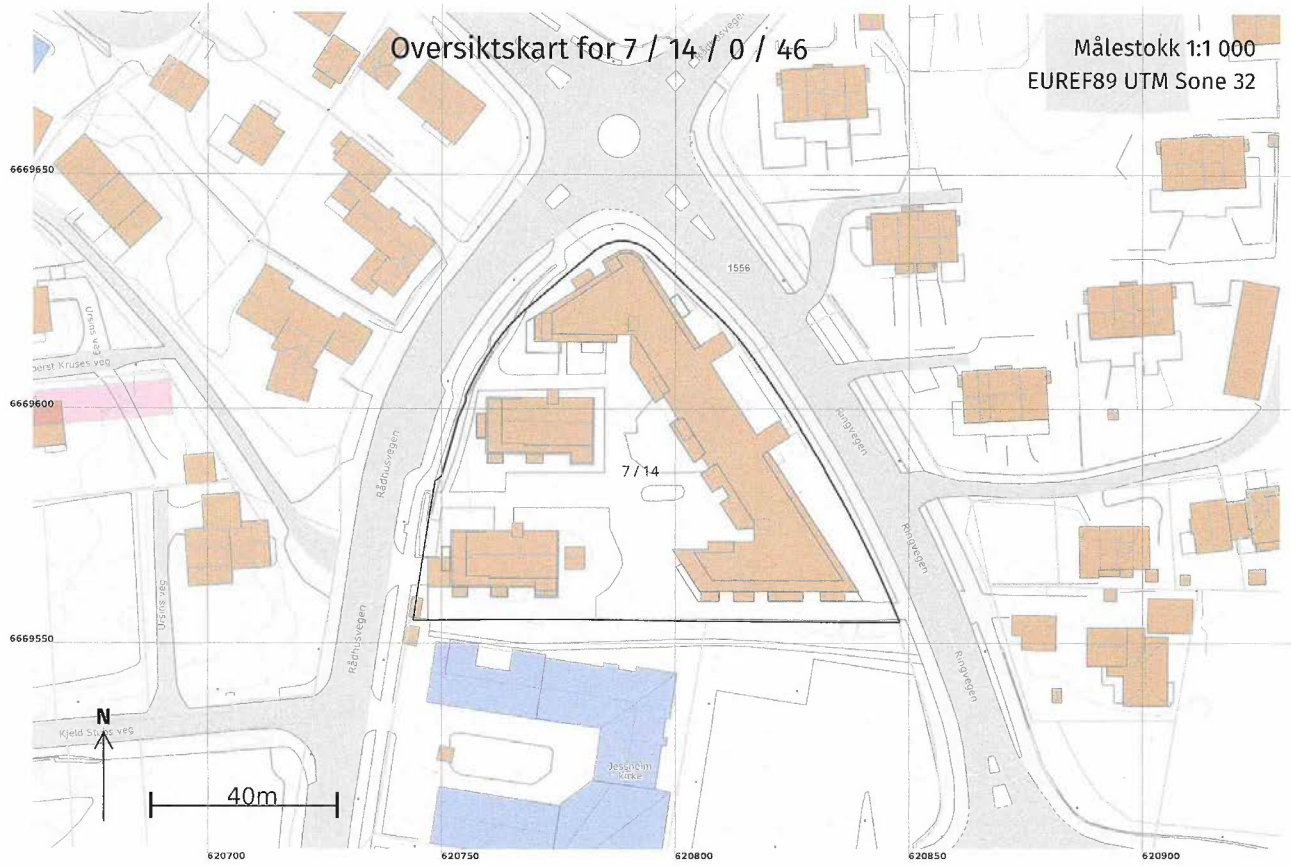 Oversiktskart for 7 / 14 / 0 / 46
Målestokk 1:1 000
EUREF89 UTM Sone 32
6669650
1556
Ursins veg
Kruses veg
6669600
Rådhusvegen
Ringvegen
7 / 14
Ringvegen
Ursins veg
Rådhusvegen
6669550
Ringvegen
N
Kjeld Stubs veg
Jessheim
kirke
40m
620700
620750
620800
620850
620900